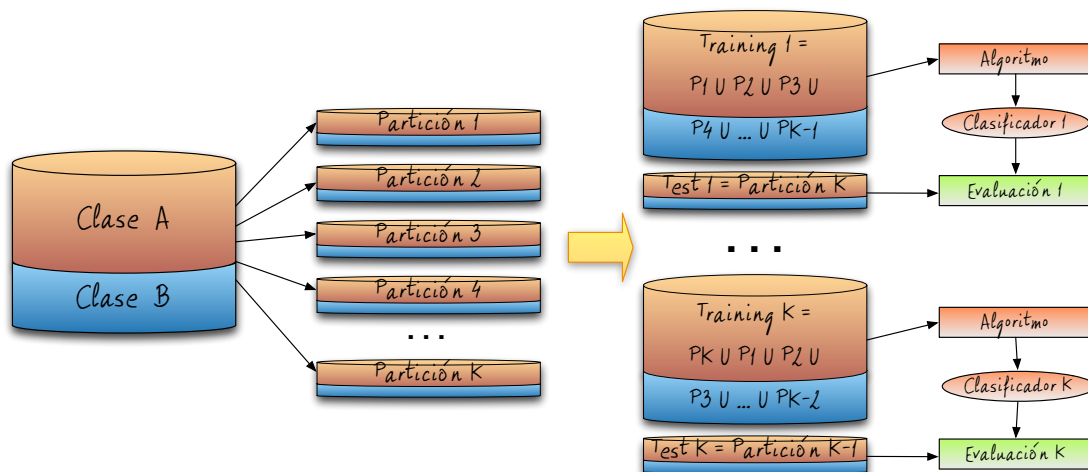 Clase A
Clase B
Partición 1
Partición 2
Partición 3
Partición 4
...
Partición K
Training 1 =
P1 U P2 U P3 U
P4 U ... U PK-1
Test 1 = Partición K
Algoritmo
Clasificador 1
Evaluación 1
...
Training K =
PK U P1 U P2 U
P3 U ... U PK-2
Test K = Partición K-1
Algoritmo
Clasificador K
Evaluación K